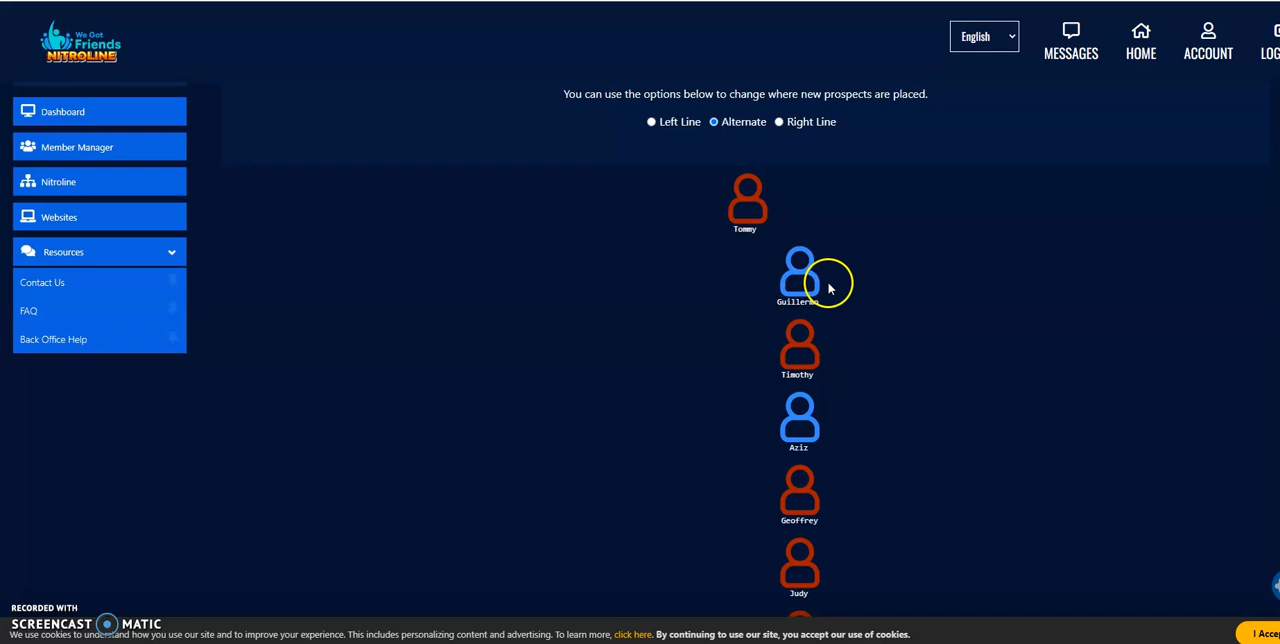 We Got
Friends
NITROLINE
English
MESSAGES
HOME
ACCOUNT
You can use the options below to change where new prospects are placed.
Left Line
Alternate
Right Line
Dashboard
Member Manager
Nitroline
Websites
Resources
Contact Us
FAQ
Back Office Help
Tommy
Guillermo
Timothy
Aziz
Geoffrey
Judy
RECORDED WITH
SCREENCAST MATIC
We use cookies to understand how you use our site and to improve your experience. This includes personalizing content and advertising. To learn more, click here. By continuing to use our site, you accept our use of cookies.